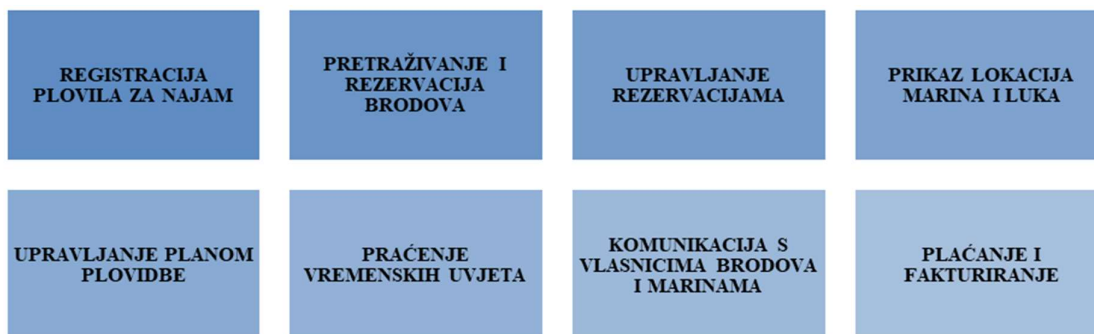 REGISTRACIJA
PLOVILA ZA NAJAM
PRETRAŽIVANJE I
REZERVACIJA
BRODOVA
UPRAVLJANJE
REZERVACIJAMA
PRIKAZ LOKACIJA
MARINA I LUKA
UPRAVLJANJE PLANOM
PLOVIDBE
PRAĆENJE
VREMENSKIH UVJETA
KOMUNIKACIJA S
VLASNICIMA BRODOVA
I MARINAMA
PLAĆANJE I
FAKTURIRANJE